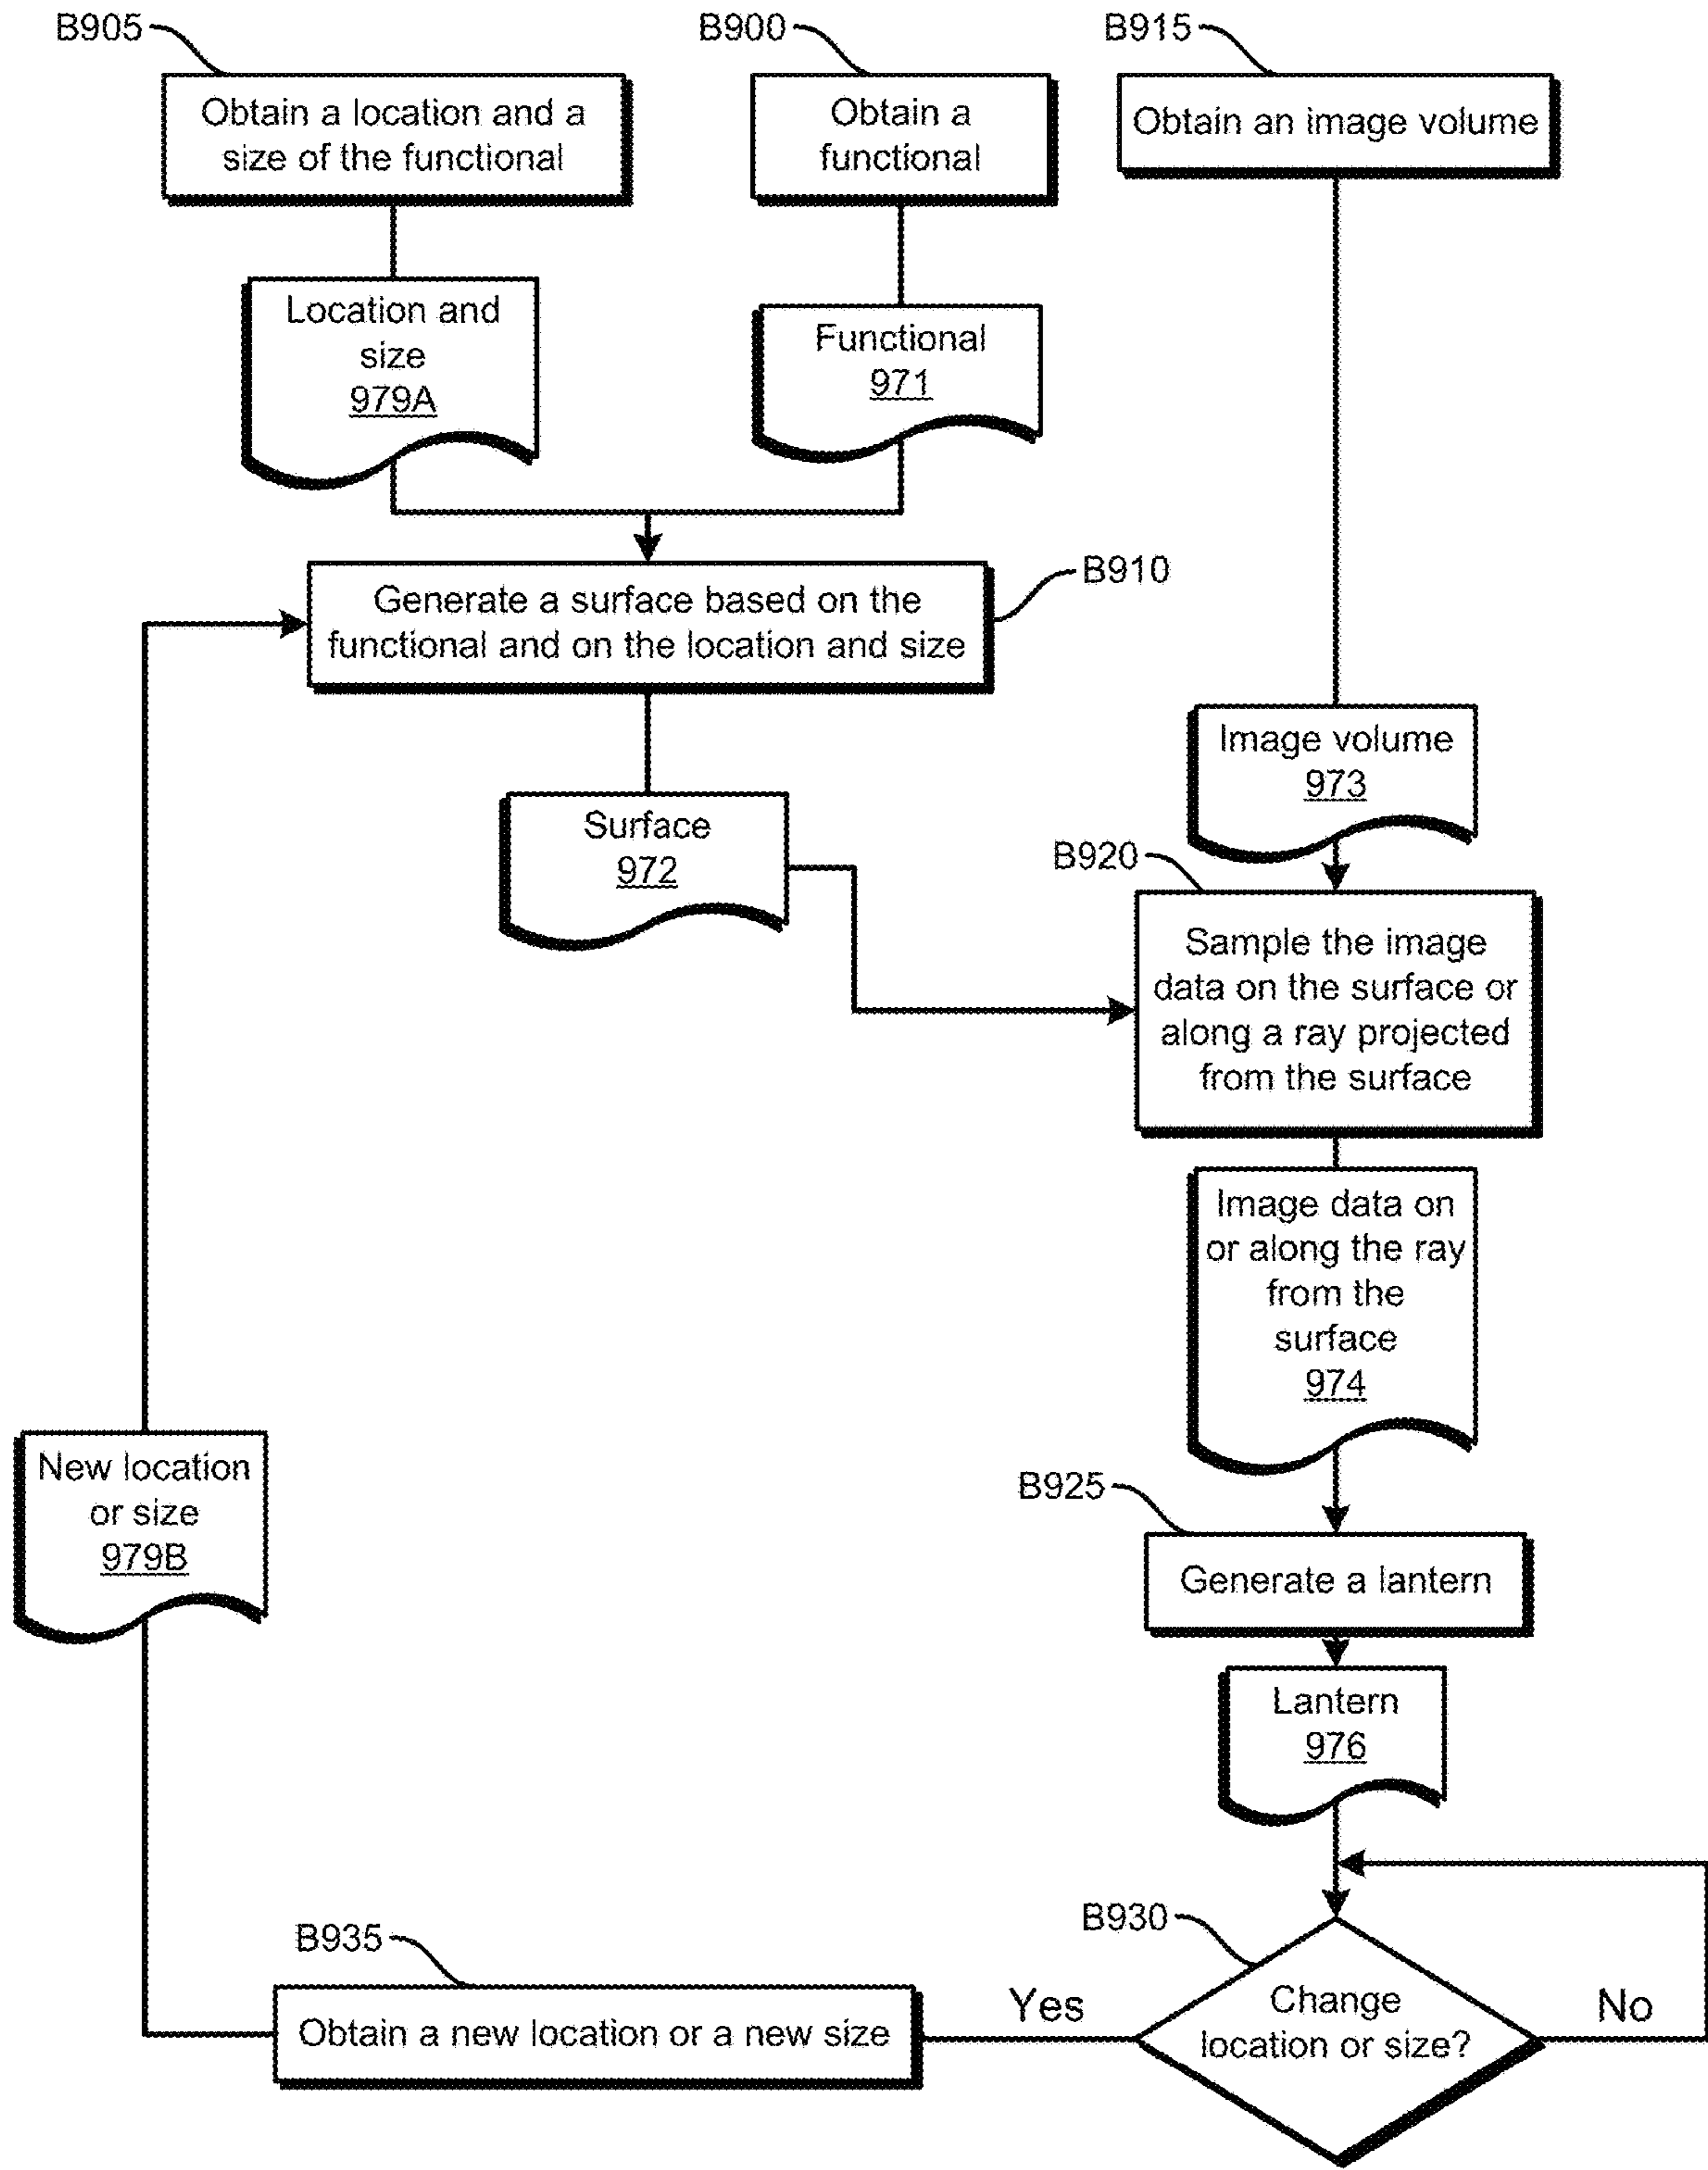 B905
Obtain a location and a
size of the functional
B900
Obtain a
functional
B915
Obtain an image volume
Location and
size
979A
Functional
971
B910
Generate a surface based on the
functional and on the location and size
Image volume
973
Surface
972
B920
Sample the image
data on the surface or
along a ray projected
from the surface
Image data on
or along the ray
from the
surface
974
New location
or size
979B
B925
Generate a lantern
Lantern
976
B930
Change
location or size?
Yes
No
B935
Obtain a new location or a new size